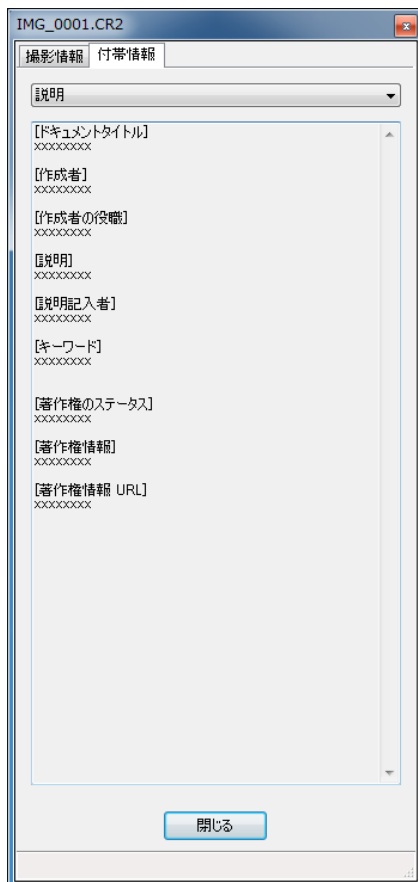 IMG_0001.CR2
撮影情報 付帯情報
説明
[ドキュメントタイトル]
xxxxxxxx
[作成者]
xxxxxxxx
[作成者の役職]
xxxxxxxx
[説明]
xxxxxxxx
[説明記入者]
xxxxxxxx
[キーワード]
xxxxxxxx
[著作権のステータス]
xxxxxxxx
[著作権情報]
xxxxxxxx
[著作権情報 URL]
xxxxxxxx
閉じる